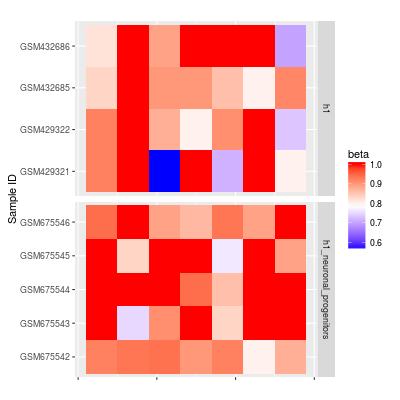 Sample ID
GSM432686
GSM432685
GSM429322
GSM429321
h1
GSM675546
GSM675545
GSM675544
GSM675543
GSM675542
h1_neuronal_progenitors
beta
1.0
0.9
0.8
0.7
0.6